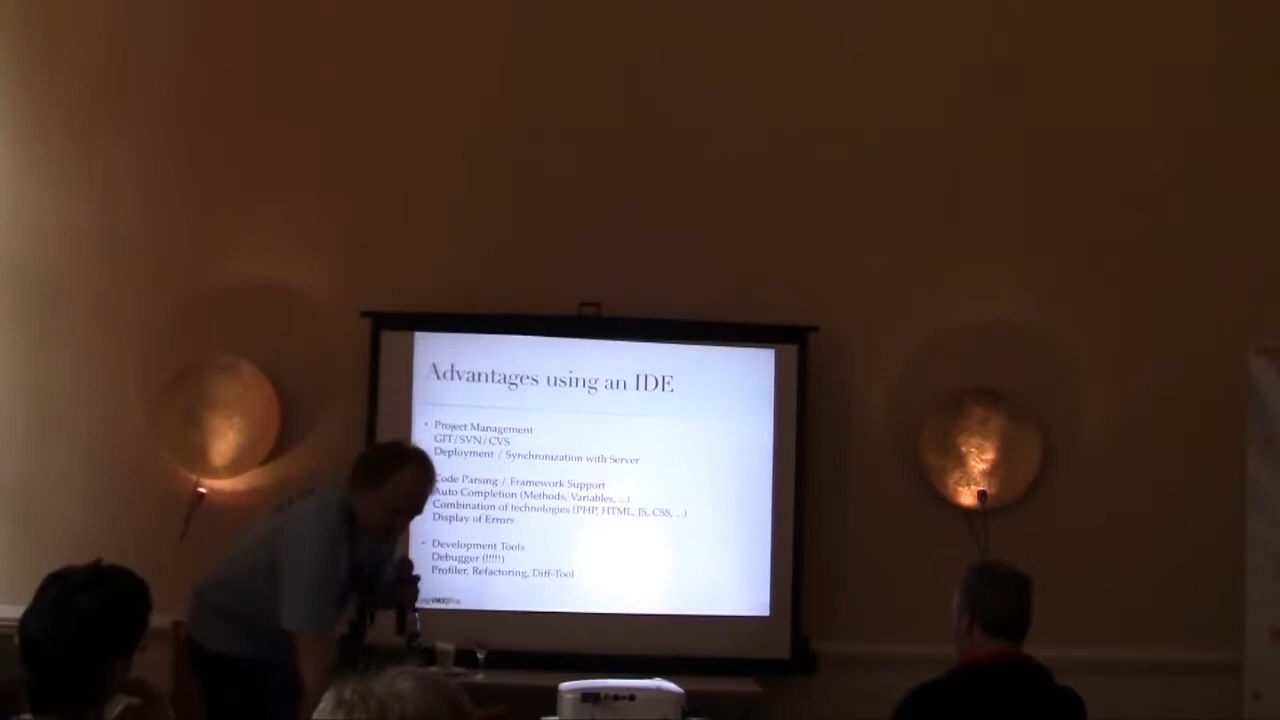 Advantages using an IDE
• Project Management
GIT/SVN/CVS
Deployment / Synchronization with Server
Code Parsing / Framework Support
Auto Completion (Methods, Variables, ...)
Combination of technologies (PHP, HTML, JS, CSS, ...)
Display of Errors
• Development Tools
Debugger (!!!!!)
Profiler, Refactoring, Diff-Tool